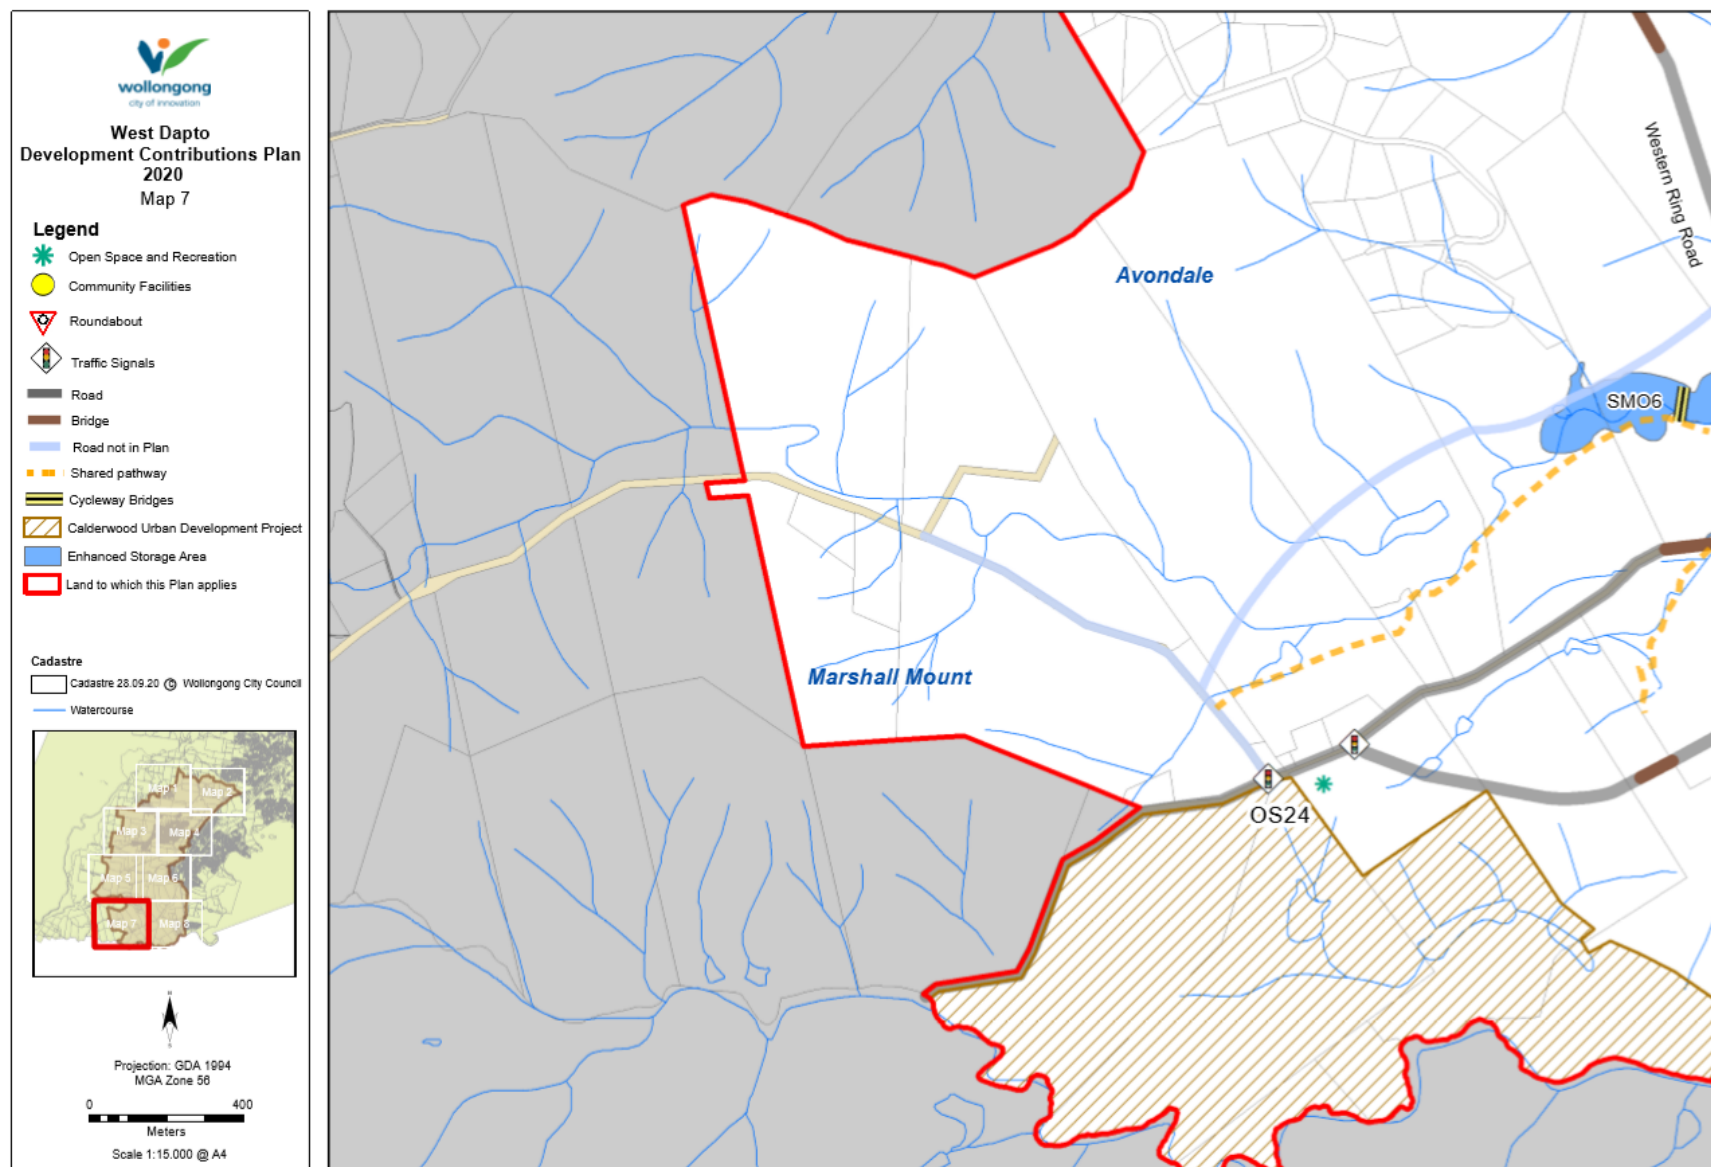 wollongong
city of innovation
West Dapto
Development Contributions Plan
2020
Map 7
Legend
Open Space and Recreation
Community Facilities
Roundabout
Traffic Signals
Road
Bridge
Road not in Plan
Shared pathway
Cycleway Bridges
Calderwood Urban Development Project
Enhanced Storage Area
Land to which this Plan applies
Cadastre
Cadastre 28.09.20 © Wollongong City Council
Watercourse
Map 1
Map 2
Map 3
Map 4
Map 5
Map 6
Map 7
Map 8
N
S
Projection: GDA 1994
MGA Zone 56
0 400
Meters
Scale 1:15.000 @ A4
Western Ring Road
Avondale
SMO6
Marshall Mount
OS24